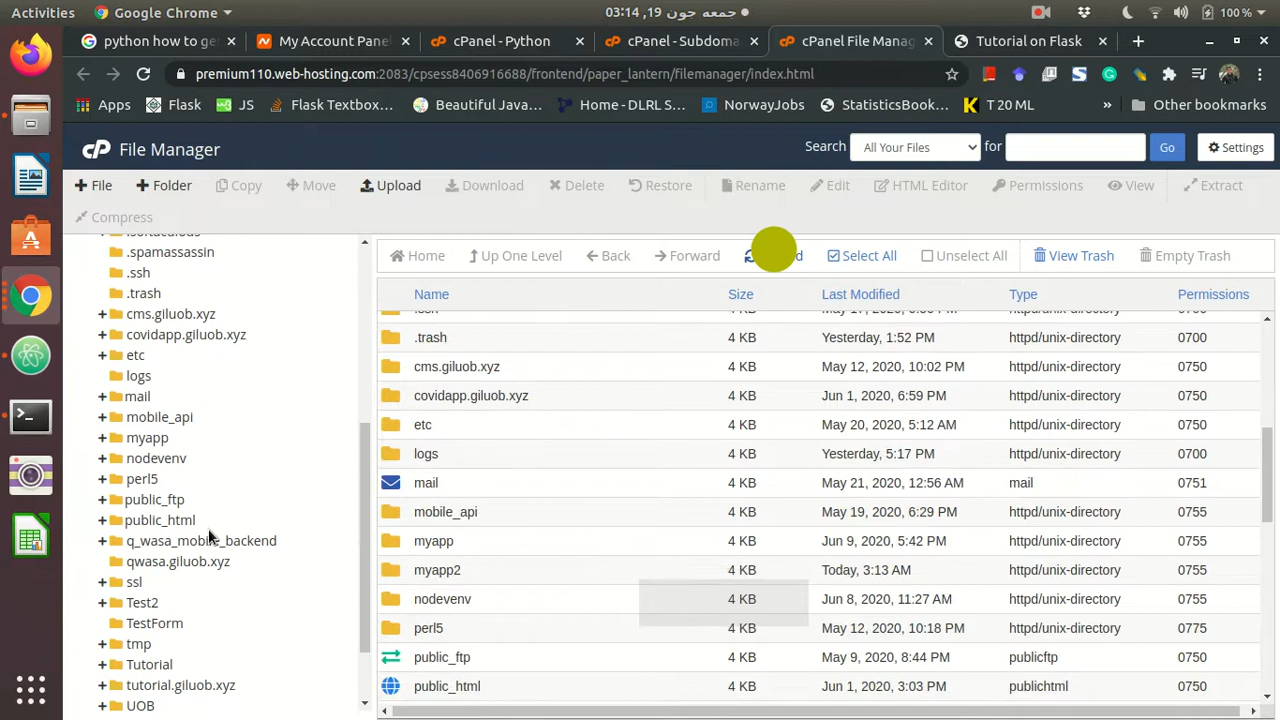 Activities Google Chrome ▾ جمعه جون 19, 03:14 ● 100 %
python how to ge My Account Pane cPanel - Python cPanel - Subdoma cPanel File Manag Tutorial on Flask
premium110.web-hosting.com:2083/cpsess8406916688/frontend/paper_lantern/filemanager/index.html
Apps Flask JS Flask Textbox... Beautiful Java... Home - DLRL S... NorwayJobs StatisticsBook... T 20 ML » Other bookmarks
cP File Manager Search All Your Files for Go Settings
+ File + Folder Copy Move Upload Download Delete Restore Rename Edit HTML Editor Permissions View Extract
Compress
Home Up One Level Back Forward Select All Unselect All View Trash Empty Trash
.spamassassin
.ssh
.trash
cms.giluob.xyz
covidapp.giluob.xyz
etc
logs
mail
mobile_api
myapp
nodevenv
perl5
public_ftp
public_html
q_wasa_mobile_backend
qwasa.giluob.xyz
ssl
Test2
TestForm
tmp
Tutorial
tutorial.giluob.xyz
UOB
Name Size Last Modified Type Permissions
.trash 4 KB Yesterday, 1:52 PM httpd/unix-directory 0700
cms.giluob.xyz 4 KB May 12, 2020, 10:02 PM httpd/unix-directory 0750
covidapp.giluob.xyz 4 KB Jun 1, 2020, 6:59 PM httpd/unix-directory 0750
etc 4 KB May 20, 2020, 5:12 AM httpd/unix-directory 0750
logs 4 KB Yesterday, 5:17 PM httpd/unix-directory 0700
mail 4 KB May 21, 2020, 12:56 AM mail 0751
mobile_api 4 KB May 19, 2020, 6:29 PM httpd/unix-directory 0755
myapp 4 KB Jun 9, 2020, 5:42 PM httpd/unix-directory 0755
myapp2 4 KB Today, 3:13 AM httpd/unix-directory 0755
nodevenv 4 KB Jun 8, 2020, 11:27 AM httpd/unix-directory 0755
perl5 4 KB May 12, 2020, 10:18 PM httpd/unix-directory 0775
public_ftp 4 KB May 9, 2020, 8:44 PM publicftp 0750
public_html 4 KB Jun 1, 2020, 3:03 PM publichtml 0750